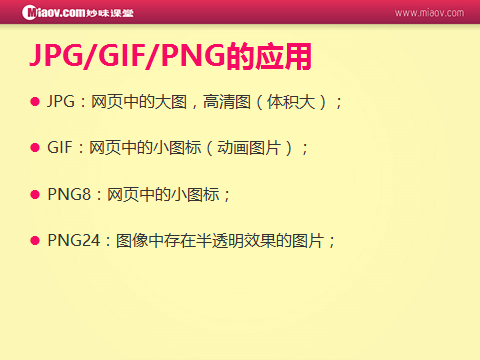 Miaov.com妙味课堂
www.miaov.com
JPG/GIF/PNG的应用
JPG：网页中的大图，高清图（体积大）；
GIF：网页中的小图标（动画图片）；
PNG8：网页中的小图标；
PNG24：图像中存在半透明效果的图片；